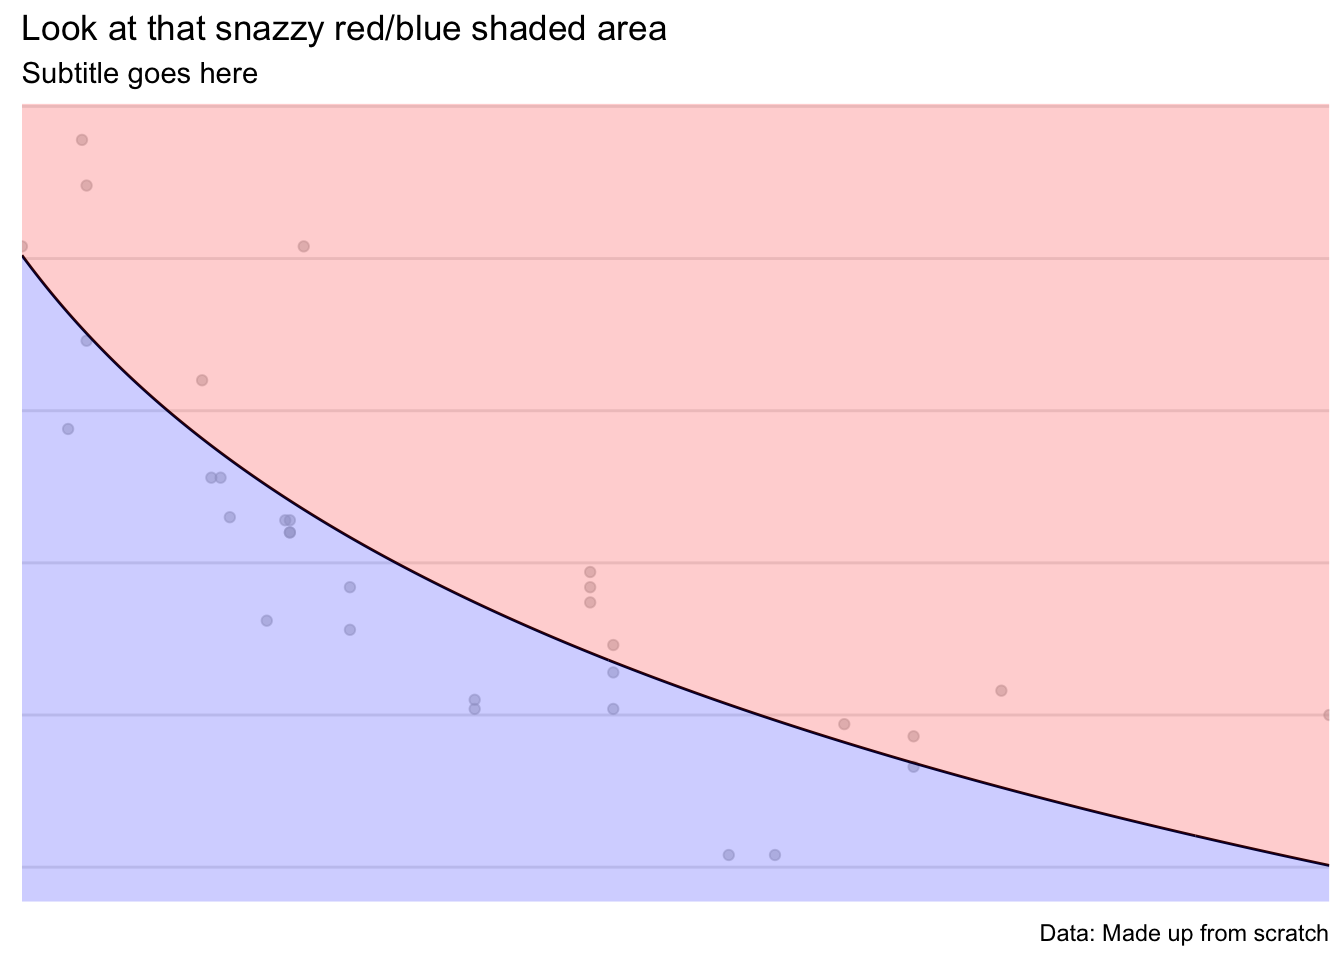 Look at that snazzy red/blue shaded area
Subtitle goes here
Data: Made up from scratch